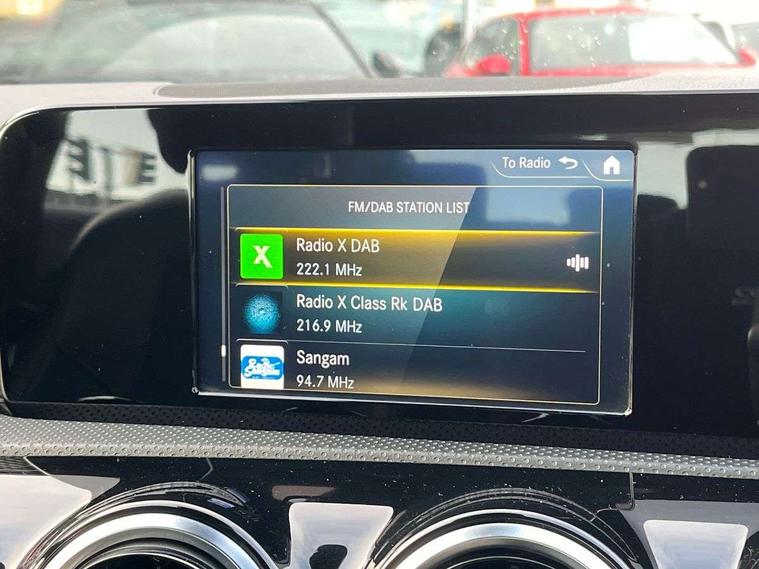 To Radio
FM/DAB STATION LIST
X
Radio X DAB
222.1 MHz
Radio X Class Rk DAB
216.9 MHz
Sangam
94.7 MHz